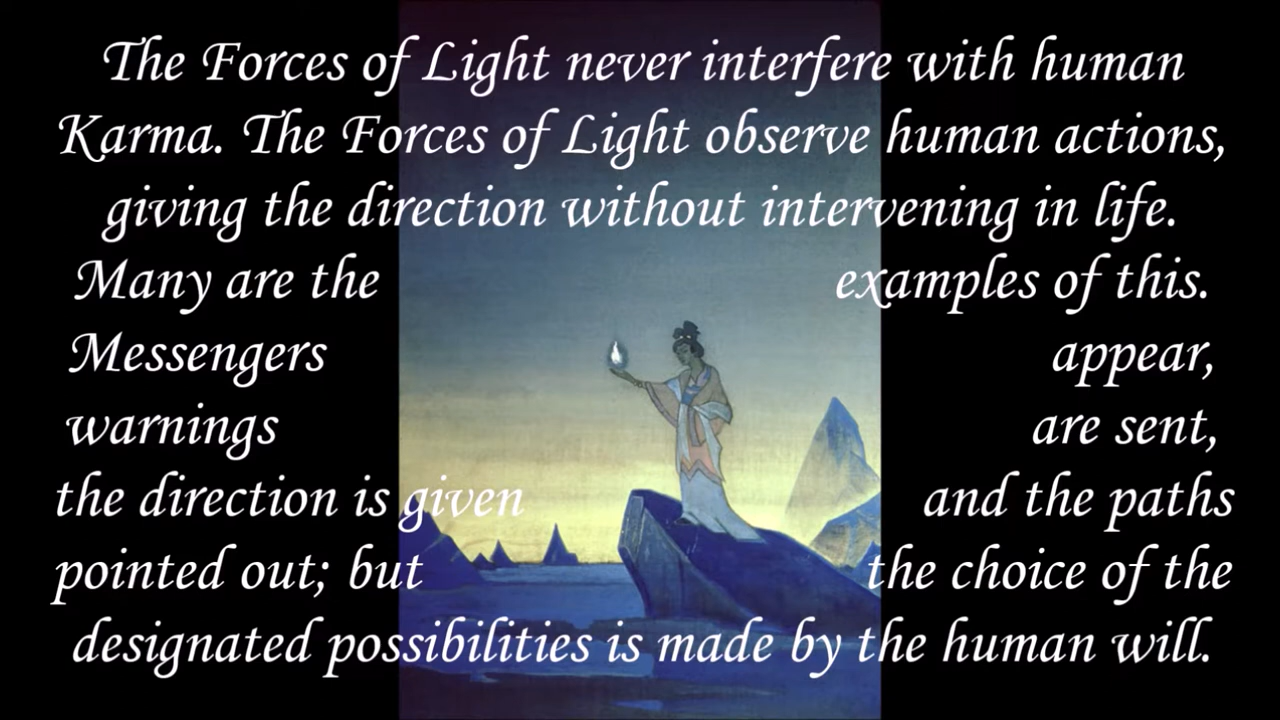 The Forces of Light never interfere with human
Karma. The Forces of Light observe human actions,
giving the direction without intervening in life.
Many are the examples of this.
Messengers appear,
warnings are sent,
the direction is given and the paths
pointed out; but the choice of the
designated possibilities is made by the human will.